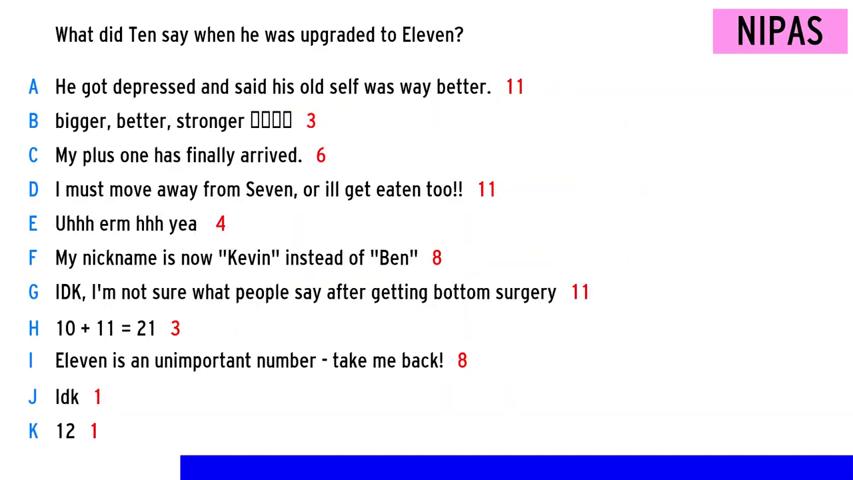 What did Ten say when he was upgraded to Eleven?
NIPAS
A He got depressed and said his old self was way better. 11
B bigger, better, stronger ▯▯▯▯ 3
C My plus one has finally arrived. 6
D I must move away from Seven, or ill get eaten too!! 11
E Uhhh erm hhh yea 4
F My nickname is now "Kevin" instead of "Ben" 8
G IDK, I'm not sure what people say after getting bottom surgery 11
H 10 + 11 = 21 3
I Eleven is an unimportant number - take me back! 8
J Idk 1
K 12 1